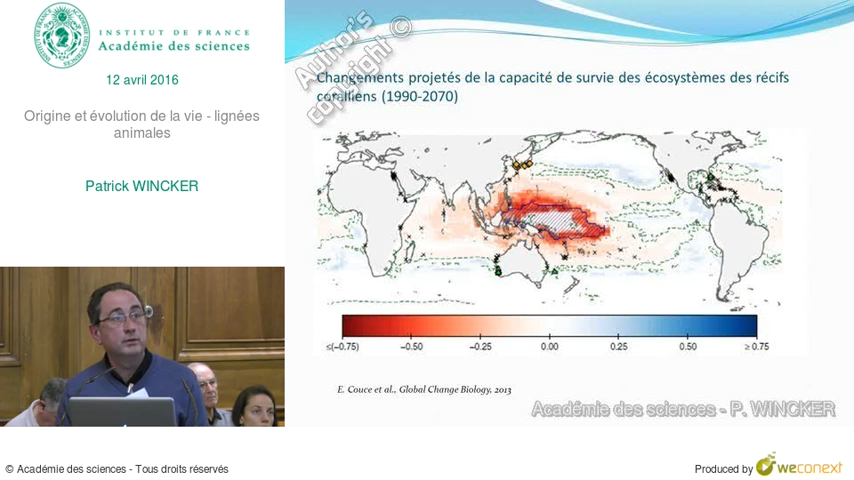 INSTITUT DE FRANCE
Académie des sciences
12 avril 2016
Origine et évolution de la vie - lignées
animales
Patrick WINCKER
Author's
copyright ©
Changements projetés de la capacité de survie des écosystèmes des récifs
coralliens (1990-2070)
≤(−0.75) −0.50 −0.25 0.00 0.25 0.50 ≥ 0.75
E. Couce et al., Global Change Biology, 2013
Académie des sciences - P. WINCKER
© Académie des sciences - Tous droits réservés
Produced by weconext